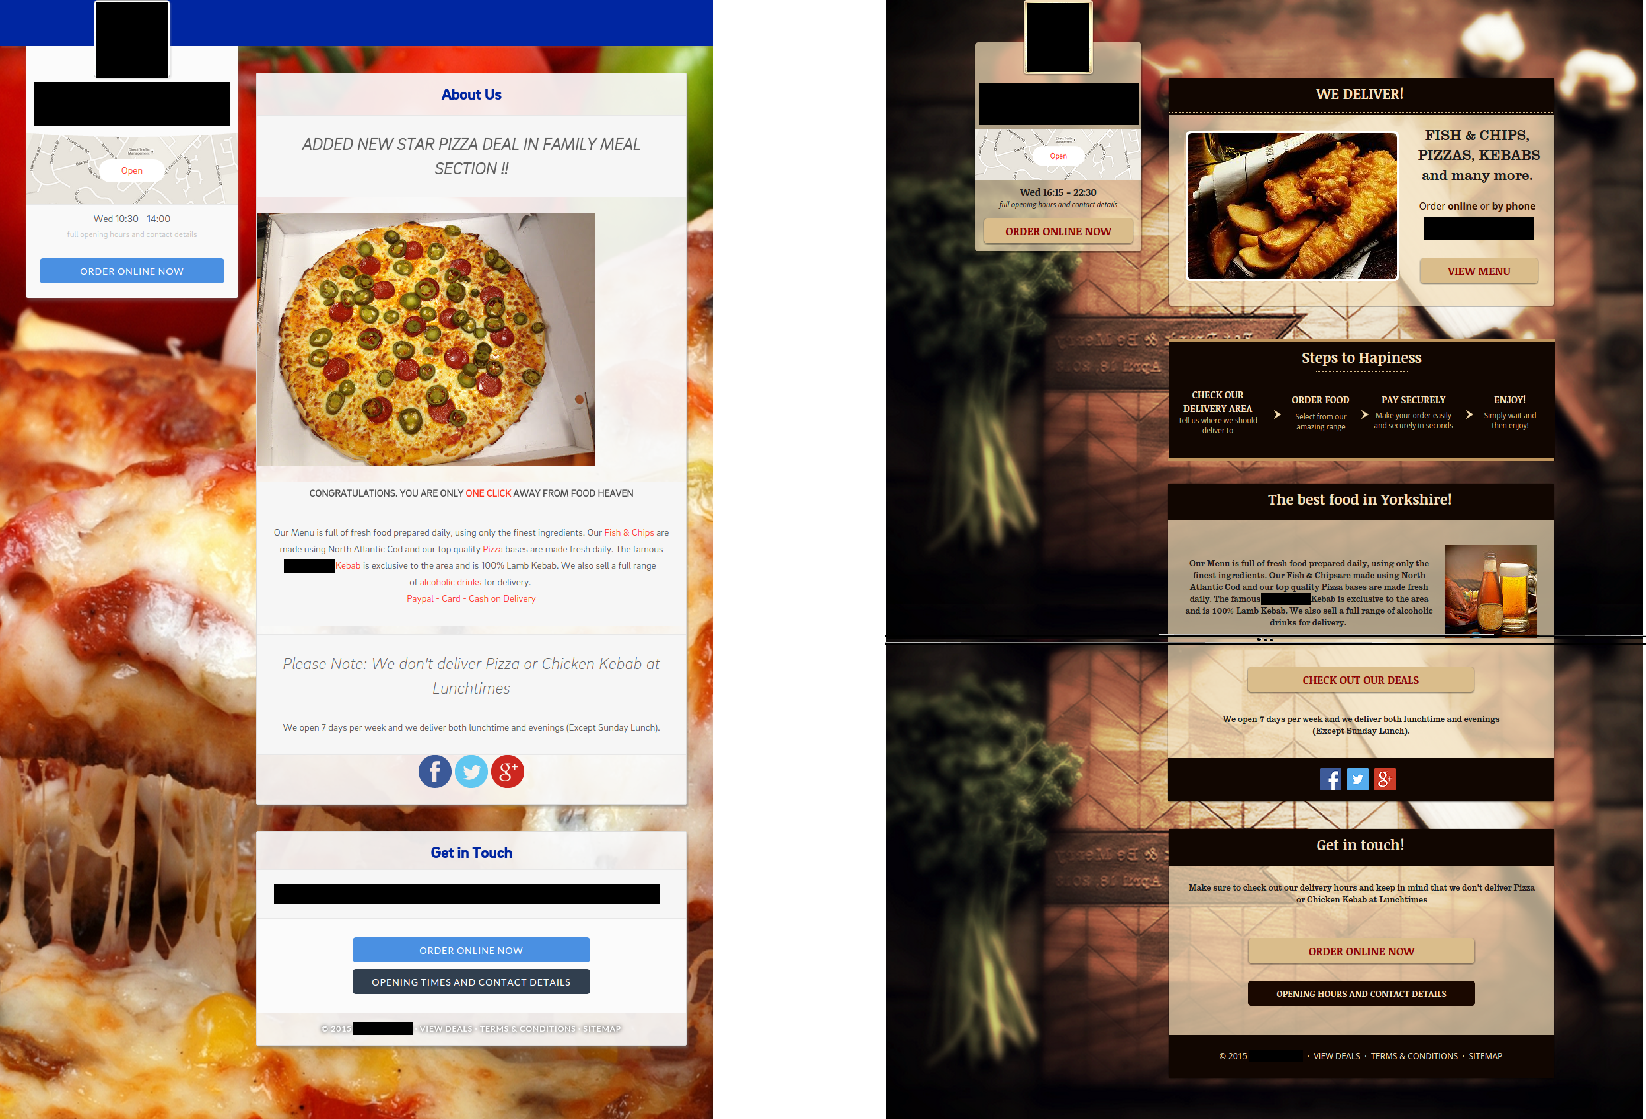 Open
Wed 10:30 - 14:00
full opening hours and contact details
ORDER ONLINE NOW
About Us
ADDED NEW STAR PIZZA DEAL IN FAMILY MEAL
SECTION !!
CONGRATULATIONS, YOU ARE ONLY ONE CLICK AWAY FROM FOOD HEAVEN
Our Menu is full of fresh food prepared daily, using only the finest ingredients. Our Fish & Chips are
made using North Atlantic Cod and our top quality Pizza bases are made fresh daily. The famous
Kebab is exclusive to the area and is 100% Lamb Kebab. We also sell a full range
of alcoholic drinks for delivery.
Paypal - Card - Cash on Delivery
Please Note: We don't deliver Pizza or Chicken Kebab at
Lunchtimes
We open 7 days per week and we deliver both lunchtime and evenings (Except Sunday Lunch).
Get in Touch
ORDER ONLINE NOW
OPENING TIMES AND CONTACT DETAILS
© 2015 · VIEW DEALS · TERMS & CONDITIONS · SITEMAP
Open
Wed 16:15 – 22:30
full opening hours and contact details
ORDER ONLINE NOW
WE DELIVER!
FISH & CHIPS,
PIZZAS, KEBABS
and many more.
Order online or by phone
VIEW MENU
Steps to Hapiness
CHECK OUR
DELIVERY AREA
Tell us where we should
deliver to
ORDER FOOD
Select from our
amazing range
PAY SECURELY
Make your order easily
and securely in seconds
ENJOY!
Simply wait and
then enjoy!
The best food in Yorkshire!
Our Menu is full of fresh food prepared daily, using only the
finest ingredients. Our Fish & Chipsare made using North
Atlantic Cod and our top quality Pizza bases are made fresh
daily. The famous Kebab is exclusive to the area
and is 100% Lamb Kebab. We also sell a full range of alcoholic
drinks for delivery.
...
CHECK OUT OUR DEALS
We open 7 days per week and we deliver both lunchtime and evenings
(Except Sunday Lunch).
Get in touch!
Make sure to check out our delivery hours and keep in mind that we don't deliver Pizza
or Chicken Kebab at Lunchtimes
ORDER ONLINE NOW
OPENING HOURS AND CONTACT DETAILS
© 2015 · VIEW DEALS · TERMS & CONDITIONS · SITEMAP